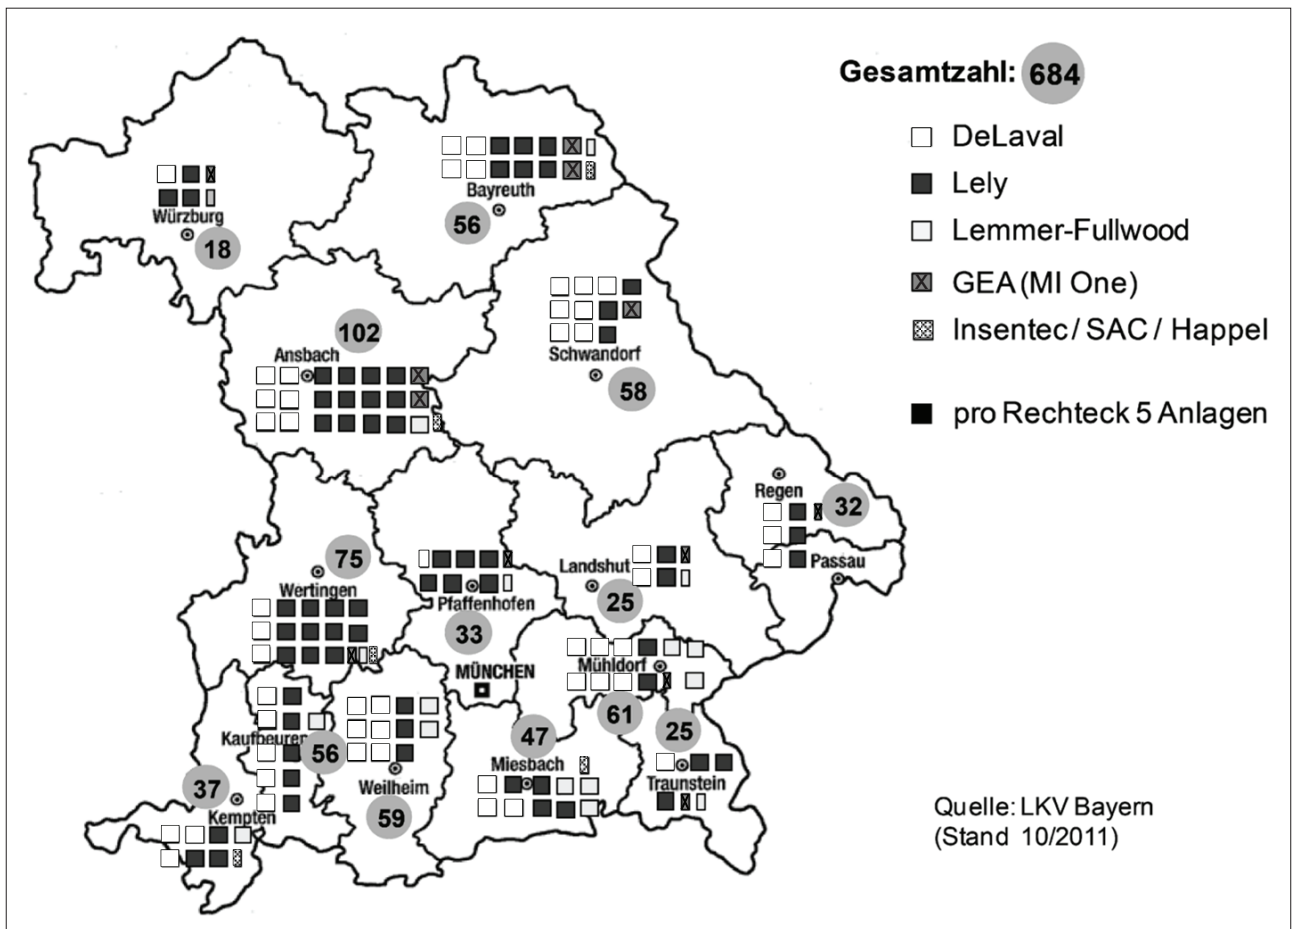 Gesamtzahl: 684
DeLaval
Lely
Lemmer-Fullwood
GEA (MI One)
Insentec / SAC / Happel
pro Rechteck 5 Anlagen
Bayreuth
56
Würzburg
18
102
Ansbach
Schwandorf
58
Regen
32
Passau
75
Wertingen
Landshut
25
Pfaffenhofen
33
MÜNCHEN
Mühldorf
61
25
Traunstein
47
Miesbach
Kaufbeuren
56
Weilheim
59
37
Kempten
Quelle: LKV Bayern
(Stand 10/2011)